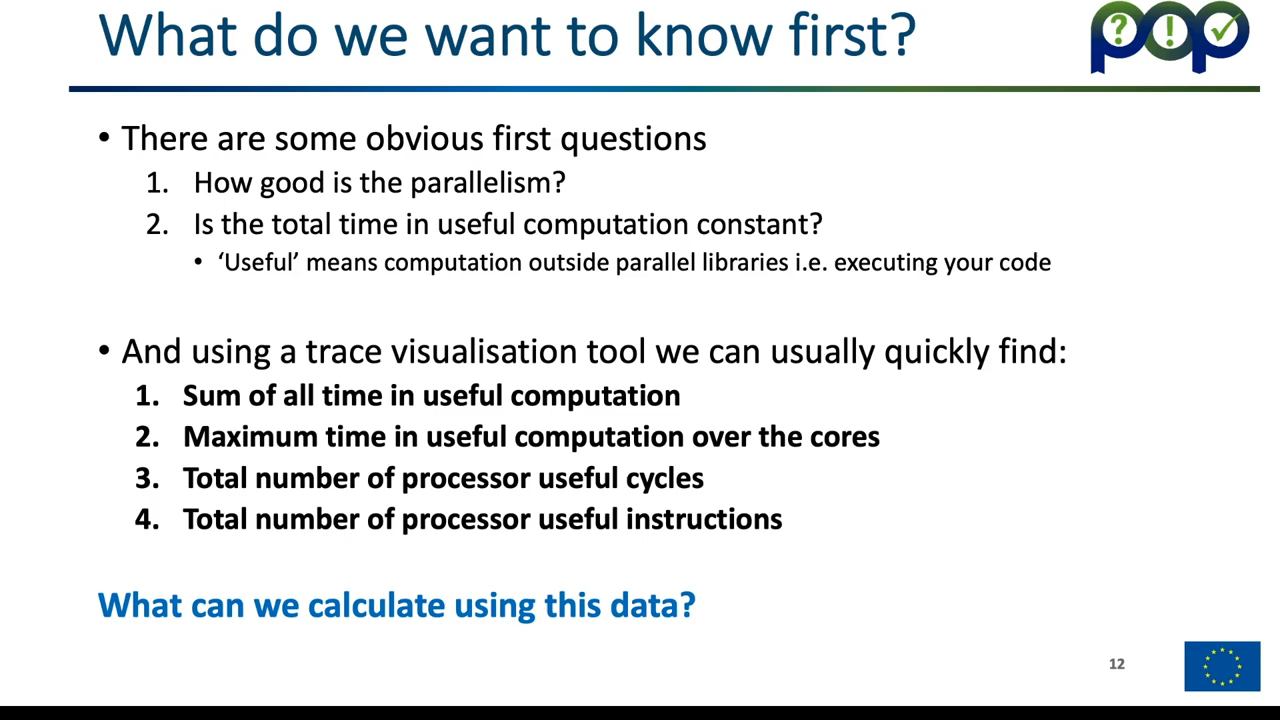 What do we want to know first?
pop
• There are some obvious first questions
1. How good is the parallelism?
2. Is the total time in useful computation constant?
• ‘Useful’ means computation outside parallel libraries i.e. executing your code
• And using a trace visualisation tool we can usually quickly find:
1. Sum of all time in useful computation
2. Maximum time in useful computation over the cores
3. Total number of processor useful cycles
4. Total number of processor useful instructions
What can we calculate using this data?
12